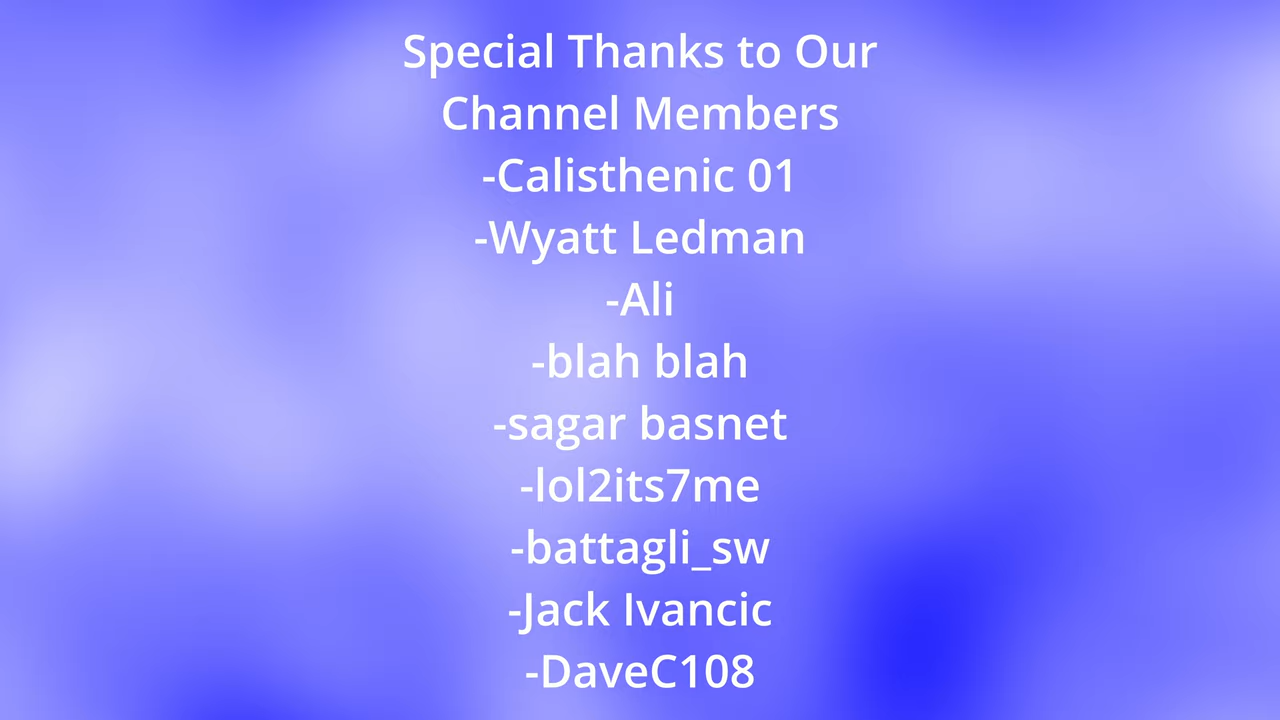 Special Thanks to Our
Channel Members
-Calisthenic 01
-Wyatt Ledman
-Ali
-blah blah
-sagar basnet
-lol2its7me
-battagli_sw
-Jack Ivancic
-DaveC108